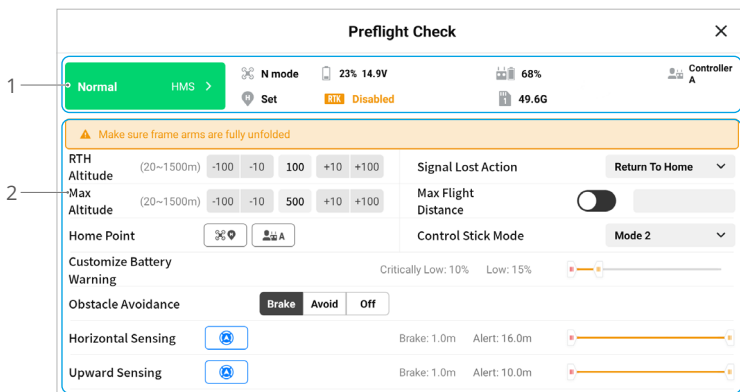 Preflight Check
1
Normal HMS >
N mode 23% 14.9V 68% Controller A
H Set RTK Disabled 49.6G
2
Make sure frame arms are fully unfolded
RTH Altitude (20~1500m) -100 -10 100 +10 +100 Signal Lost Action Return To Home
Max Altitude (20~1500m) -100 -10 500 +10 +100 Max Flight Distance
Home Point H A Control Stick Mode Mode 2
Customize Battery Warning Critically Low: 10% Low: 15%
Obstacle Avoidance Brake Avoid Off
Horizontal Sensing Brake: 1.0m Alert: 16.0m
Upward Sensing Brake: 1.0m Alert: 10.0m